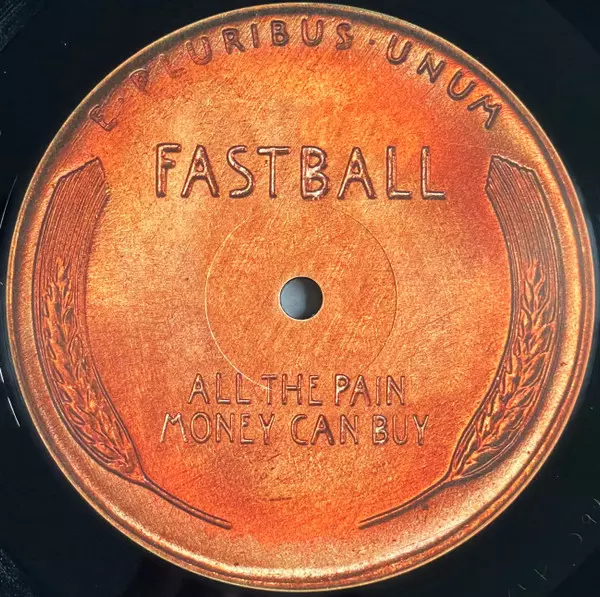 E·PLURIBUS·UNUM
FASTBALL
ALL THE PAIN
MONEY CAN BUY